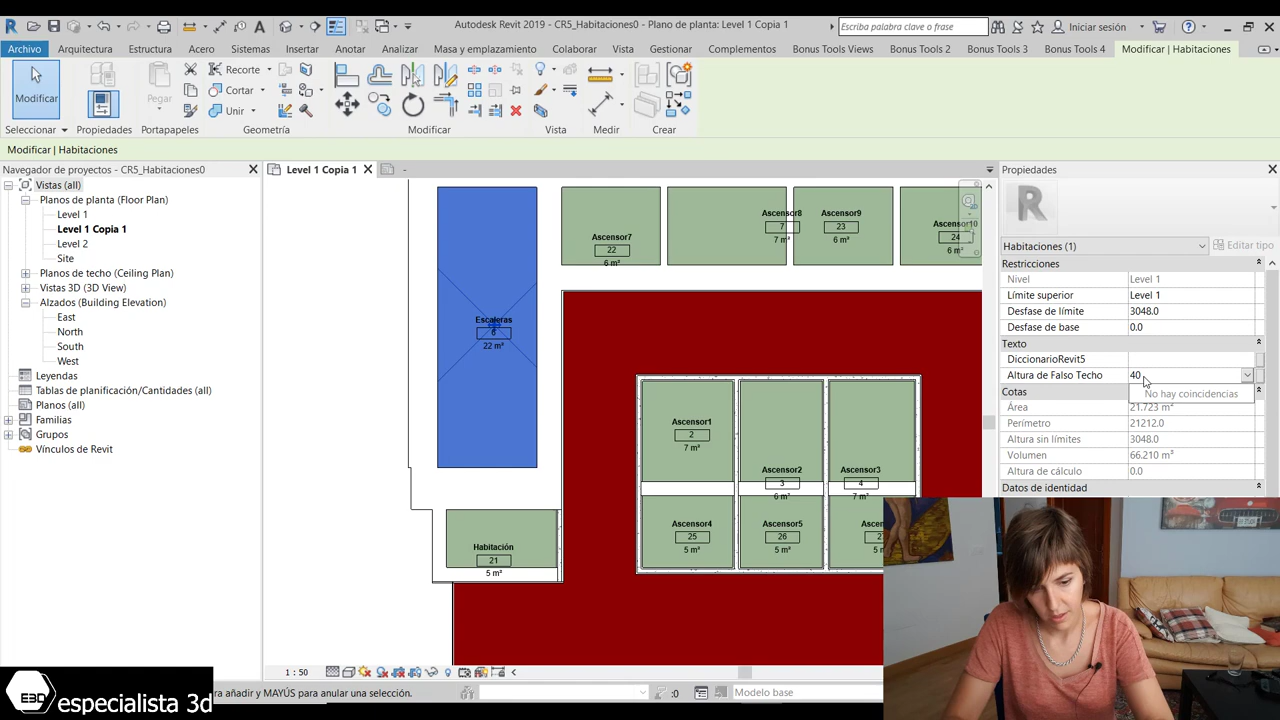 Autodesk Revit 2019 - CR5_Habitaciones0 - Plano de planta: Level 1 Copia 1
Escriba palabra clave o frase
Iniciar sesión
Archivo Arquitectura Estructura Acero Sistemas Insertar Anotar Analizar Masa y emplazamiento Colaborar Vista Gestionar Complementos Bonus Tools Views Bonus Tools 2 Bonus Tools 3 Bonus Tools 4 Modificar | Habitaciones
Modificar
Pegar
Recorte
Cortar
Unir
Seleccionar Propiedades Portapapeles Geometría Modificar Vista Medir Crear
Modificar | Habitaciones
Navegador de proyectos - CR5_Habitaciones0
Vistas (all)
Planos de planta (Floor Plan)
Level 1
Level 1 Copia 1
Level 2
Site
Planos de techo (Ceiling Plan)
Vistas 3D (3D View)
Alzados (Building Elevation)
East
North
South
West
Leyendas
Tablas de planificación/Cantidades (all)
Planos (all)
Familias
Grupos
Vínculos de Revit
Level 1 Copia 1
Escaleras
6
22 m²
Ascensor7
22
6 m²
Ascensor8
7
7 m²
Ascensor9
23
6 m²
Ascensor10
24
6 m²
Ascensor1
2
7 m²
Ascensor2
3
6 m²
Ascensor3
4
7 m²
Ascensor4
25
5 m²
Ascensor5
26
5 m²
Habitación
21
5 m²
Propiedades
Habitaciones (1)
Editar tipo
Restricciones
Nivel Level 1
Límite superior Level 1
Desfase de límite 3048.0
Desfase de base 0.0
Texto
DiccionarioRevit5
Altura de Falso Techo 40
No hay coincidencias
Cotas
Área 21.723 m²
Perímetro 21212.0
Altura sin límites 3048.0
Volumen 66.210 m³
Altura de cálculo 0.0
Datos de identidad
1 : 50
ra añadir y MAYÚS para anular una selección.
:0
Modelo base
E3D
especialista 3d